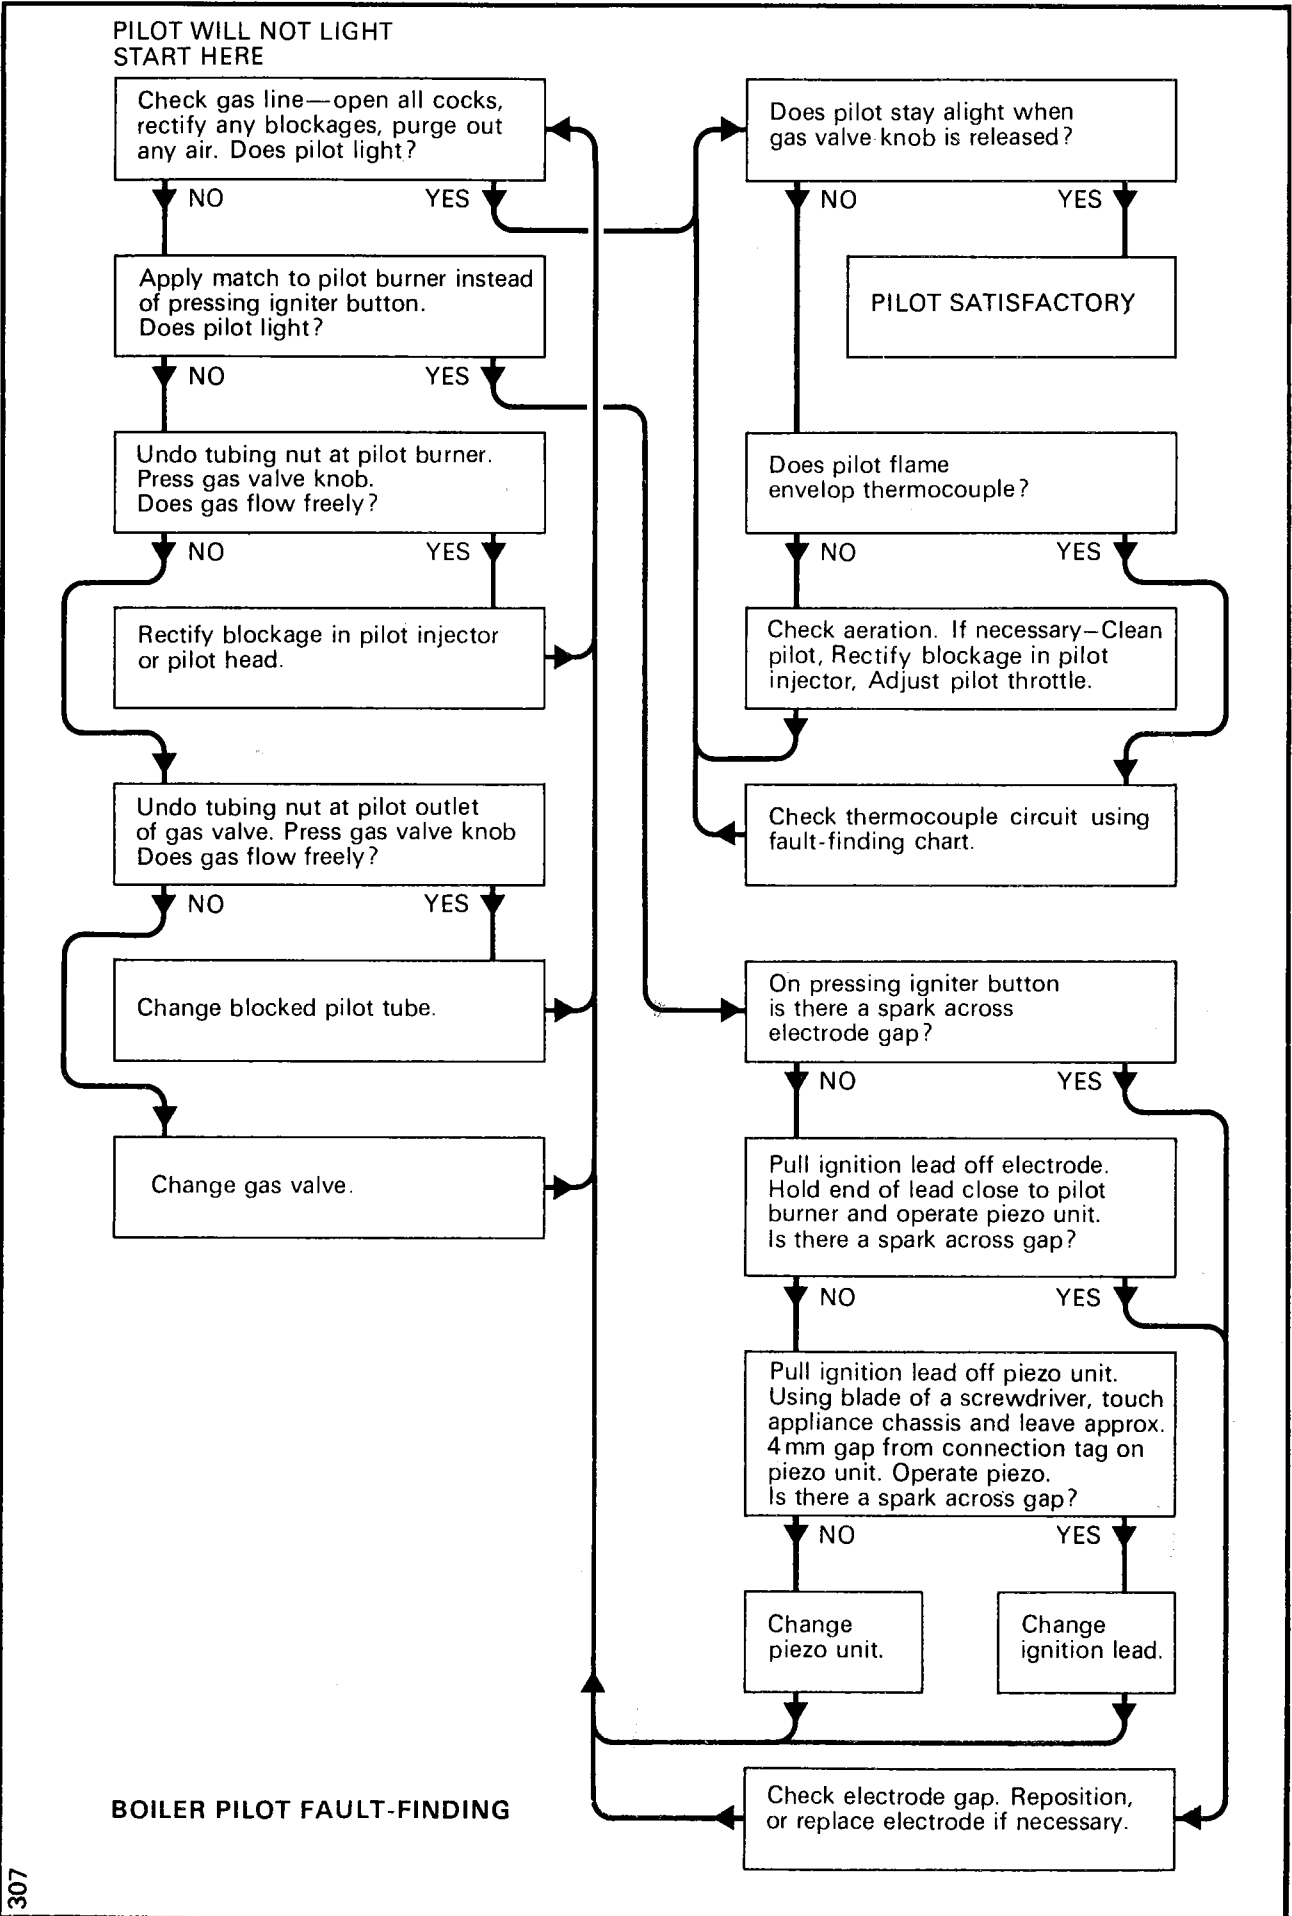 PILOT WILL NOT LIGHT
START HERE
Check gas line—open all cocks,
rectify any blockages, purge out
any air. Does pilot light?
NO
YES
Apply match to pilot burner instead
of pressing igniter button.
Does pilot light?
NO
YES
Undo tubing nut at pilot burner.
Press gas valve knob.
Does gas flow freely?
NO
YES
Rectify blockage in pilot injector
or pilot head.
Undo tubing nut at pilot outlet
of gas valve. Press gas valve knob
Does gas flow freely?
NO
YES
Change blocked pilot tube.
Change gas valve.
Does pilot stay alight when
gas valve knob is released?
NO
YES
PILOT SATISFACTORY
Does pilot flame
envelop thermocouple?
NO
YES
Check aeration. If necessary—Clean
pilot, Rectify blockage in pilot
injector, Adjust pilot throttle.
Check thermocouple circuit using
fault-finding chart.
On pressing igniter button
is there a spark across
electrode gap?
NO
YES
Pull ignition lead off electrode.
Hold end of lead close to pilot
burner and operate piezo unit.
Is there a spark across gap?
NO
YES
Pull ignition lead off piezo unit.
Using blade of a screwdriver, touch
appliance chassis and leave approx.
4mm gap from connection tag on
piezo unit. Operate piezo.
Is there a spark across gap?
NO
YES
Change
piezo unit.
Change
ignition lead.
Check electrode gap. Reposition,
or replace electrode if necessary.
BOILER PILOT FAULT-FINDING
307